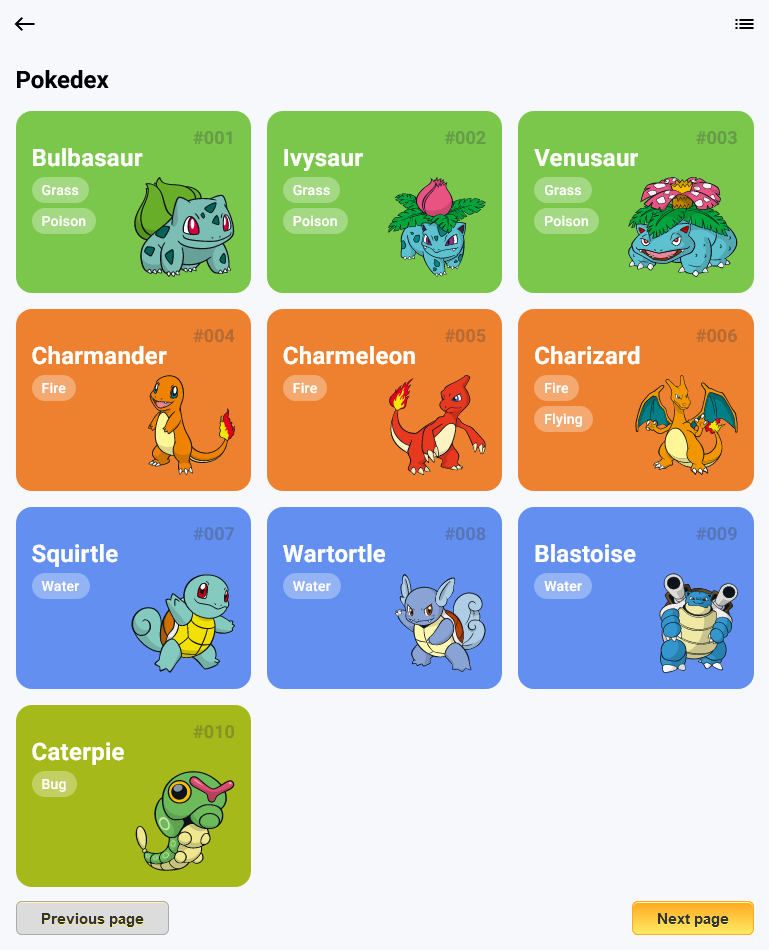 Pokedex
#001
Bulbasaur
Grass
Poison
#002
Ivysaur
Grass
Poison
#003
Venusaur
Grass
Poison
#004
Charmander
Fire
#005
Charmeleon
Fire
#006
Charizard
Fire
Flying
#007
Squirtle
Water
#008
Wartortle
Water
#009
Blastoise
Water
#010
Caterpie
Bug
Previous page
Next page